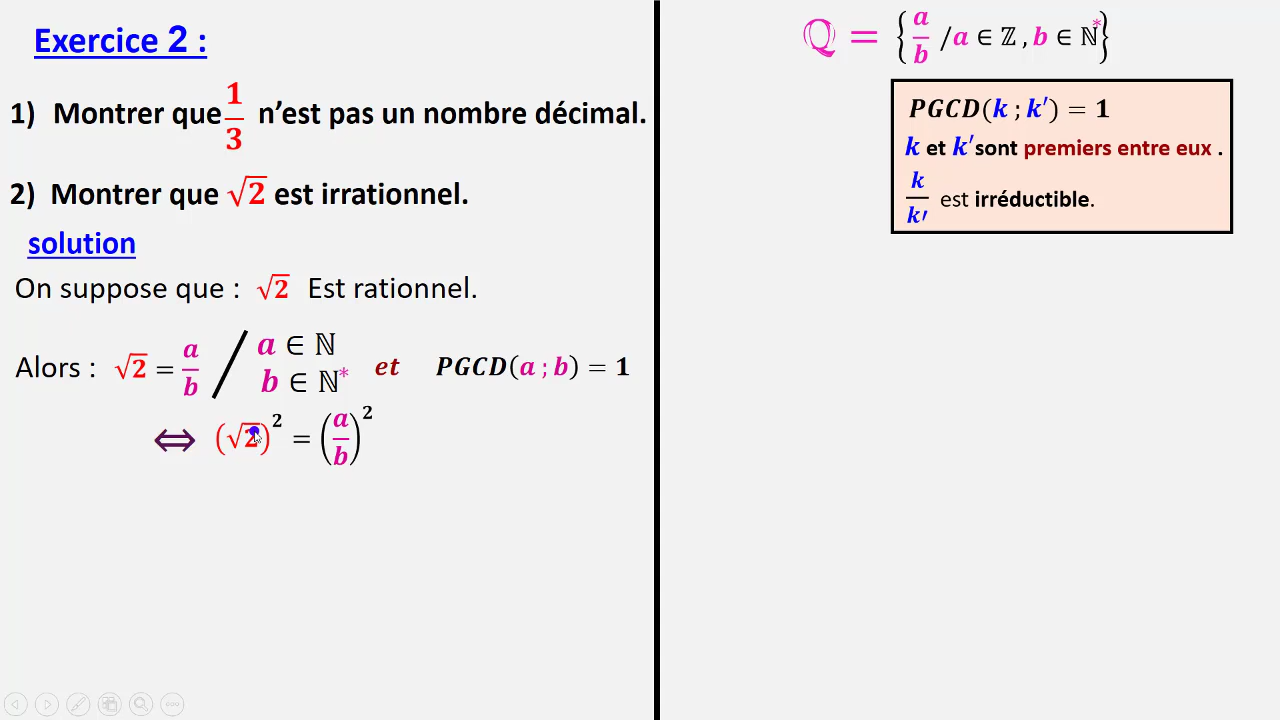 Exercice 2 :
1) Montrer que 1/3 n'est pas un nombre décimal.
2) Montrer que √2 est irrationnel.
solution
On suppose que : √2 Est rationnel.
Alors : √2 = a/b / a ∈ ℕ b ∈ ℕ* et PGCD(a ; b) = 1
⇔ (√2)² = (a/b)²
ℚ = {a/b /a ∈ ℤ , b ∈ ℕ*}
PGCD(k ; k′) = 1
k et k′ sont premiers entre eux .
k/k′ est irréductible.